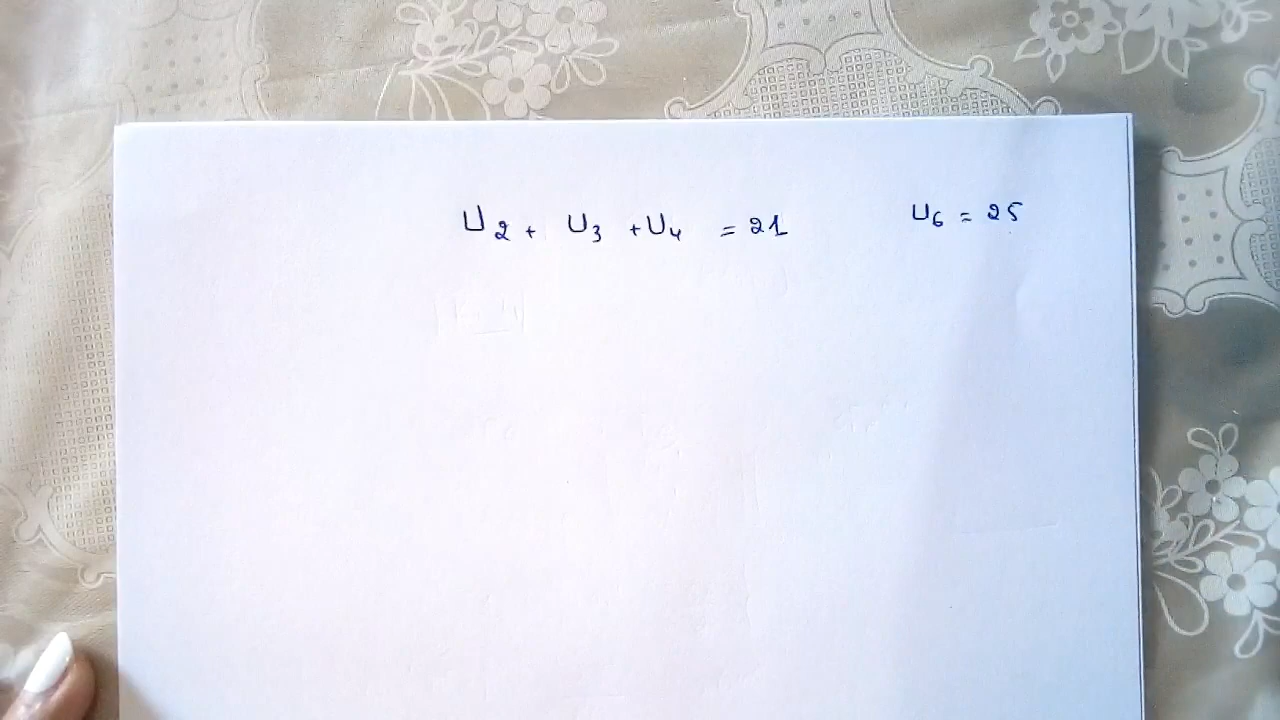 U₂ + U₃ + U₄ = 21 U₆ = 25